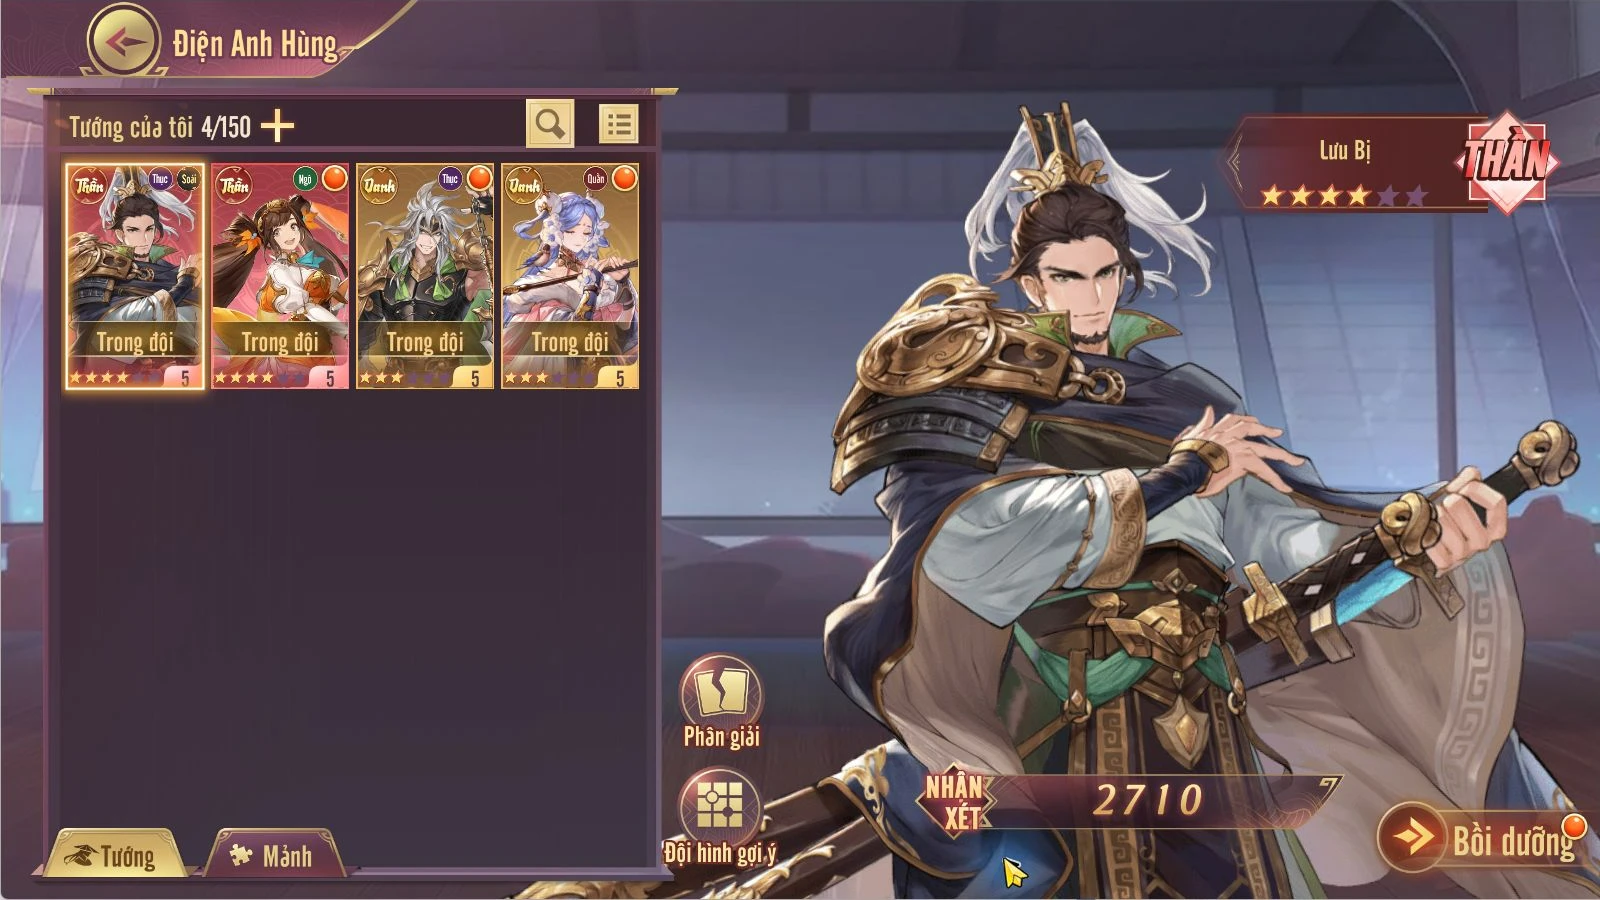 Điện Anh Hùng
Tướng của tôi 4/150
Thần Thục Soái
Thần Ngô
Danh Thục
Danh Quần
Trong đội
Trong đội
Trong đội
Trong đội
5
5
5
5
Lưu Bị
THẦN
Phân giải
Đội hình gợi ý
NHẬN
XÉT
2710
Bồi dưỡng
Tướng
Mảnh